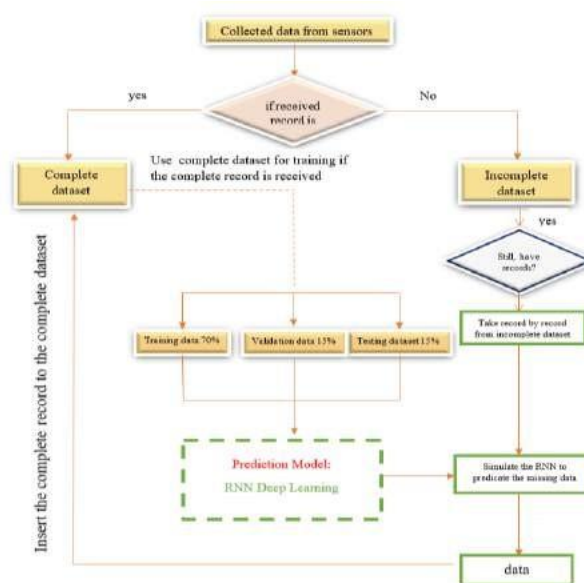 Collected data from sensors
yes
if received
record is
No
Complete
dataset
Use complete dataset for training if
the complete record is received
Incomplete
dataset
yes
Still, have
records?
Take record by record
from incomplete dataset
Training data 70%
Validation data 15%
Testing dataset 15%
Insert the complete record to the complete dataset
Prediction Model:
RNN Deep Learning
Simulate the RNN to
predicate the missing data
data